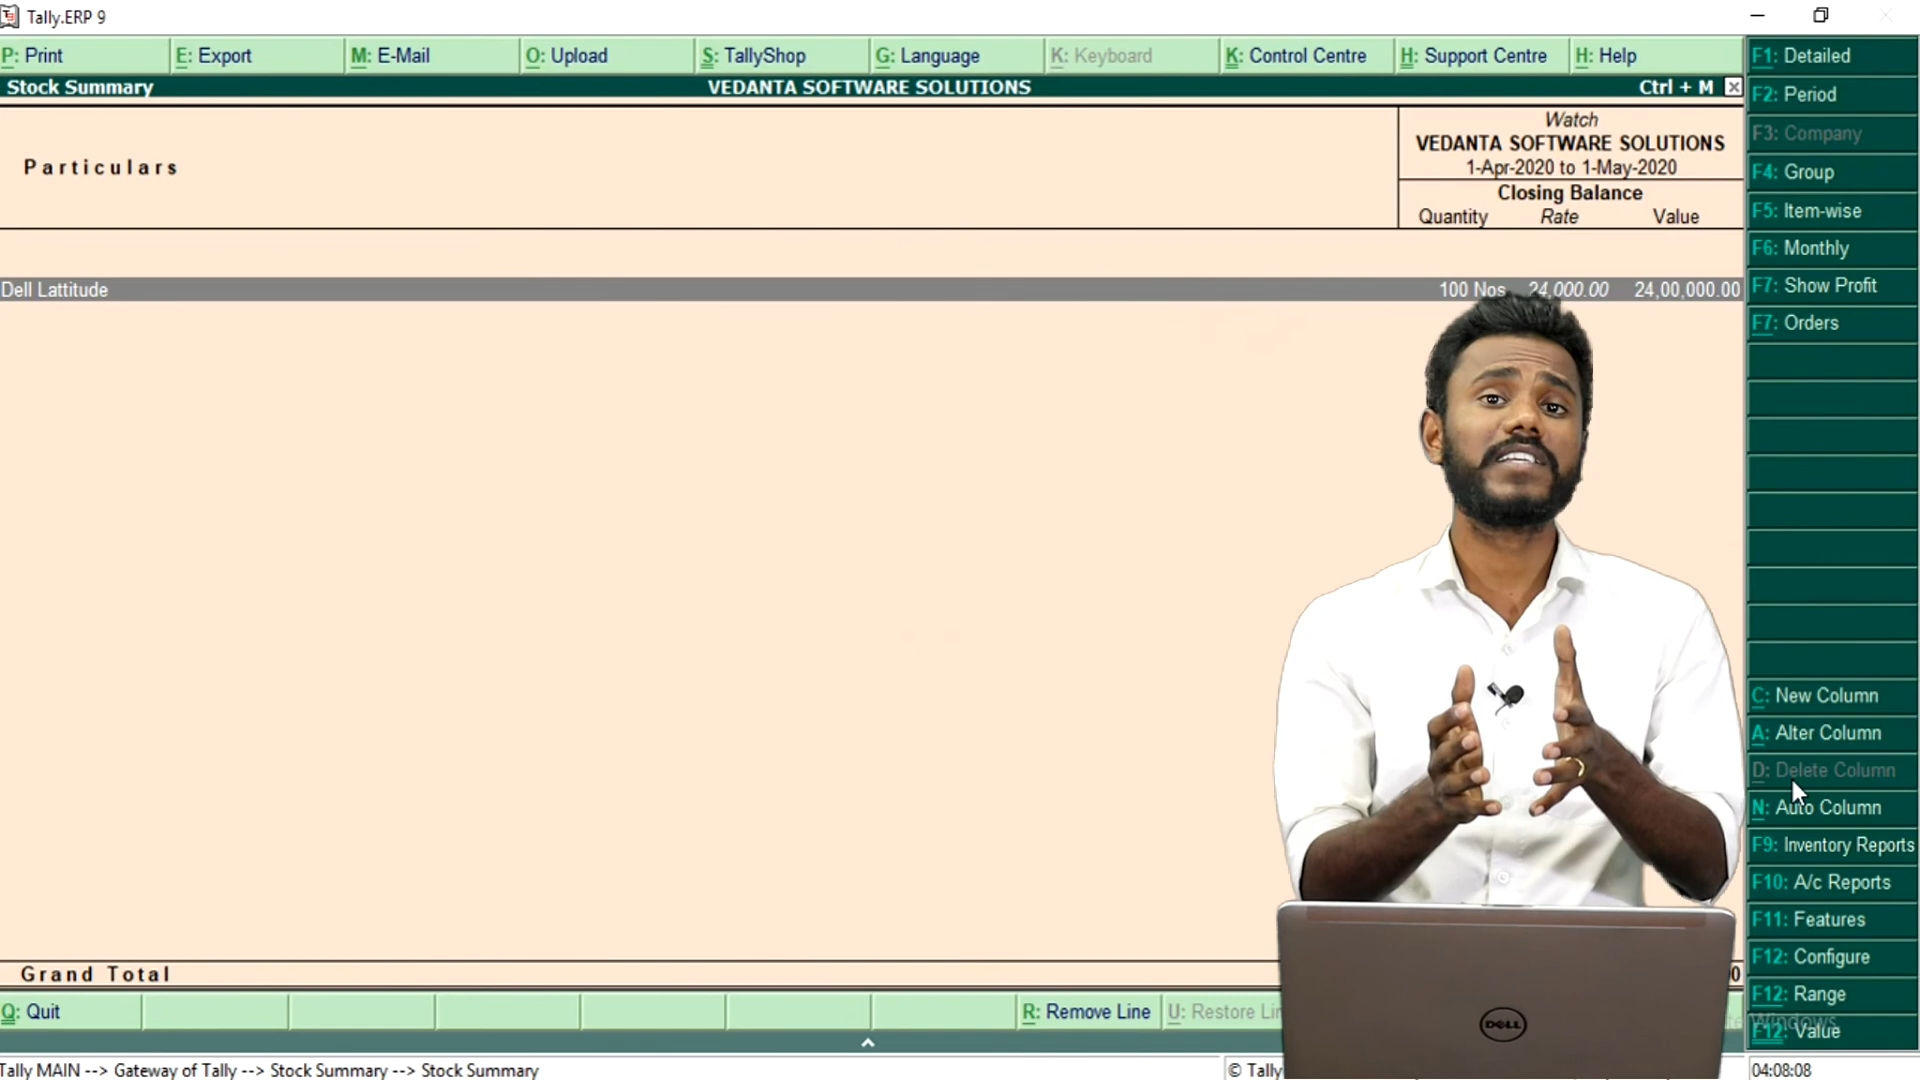 Tally.ERP 9
P: Print E: Export M: E-Mail O: Upload S: TallyShop G: Language K: Keyboard K: Control Centre H: Support Centre H: Help
Stock Summary VEDANTA SOFTWARE SOLUTIONS Ctrl + M
Particulars
Watch
VEDANTA SOFTWARE SOLUTIONS
1-Apr-2020 to 1-May-2020
Closing Balance
Quantity Rate Value
Dell Lattitude 100 Nos 24,000.00 24,00,000.00
Grand Total
Q: Quit R: Remove Line U: Restore
Tally MAIN --> Gateway of Tally --> Stock Summary --> Stock Summary © Tally 04:08:08
F1: Detailed
F2: Period
F3: Company
F4: Group
F5: Item-wise
F6: Monthly
F7: Show Profit
F7: Orders
C: New Column
A: Alter Column
D: Delete Column
N: Auto Column
F9: Inventory Reports
F10: A/c Reports
F11: Features
F12: Configure
F12: Range
Windows
F12: Value
DELL